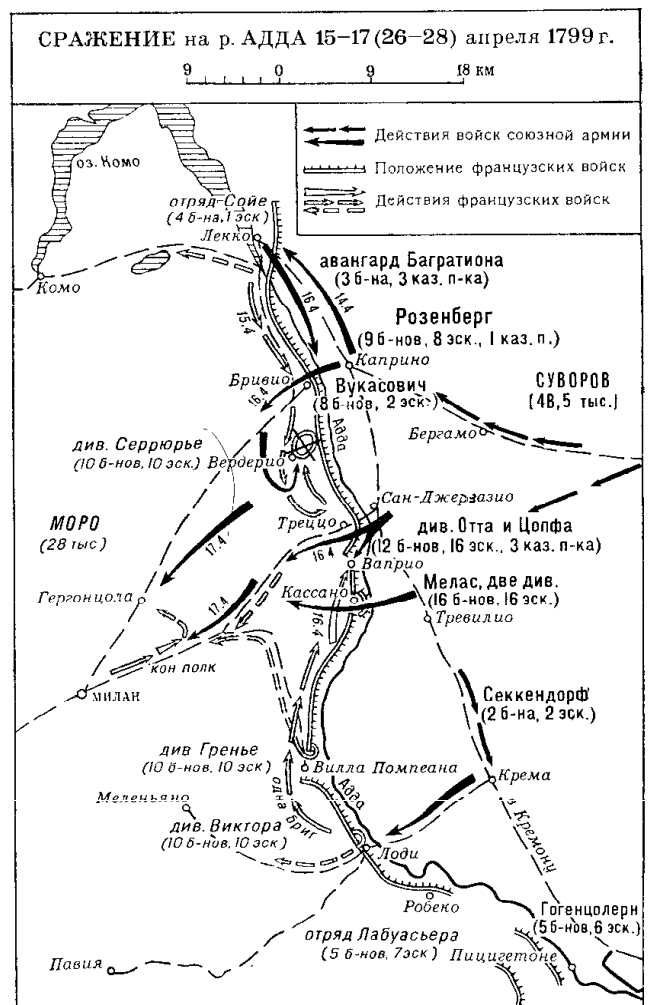 СРАЖЕНИЕ на р. АДДА 15-17 (26-28) апреля 1799 г.
9 0 9 18 км
Действия войск союзной армии
Положение французских войск
Действия французских войск
оз. Комо
отряд Сойе
(4 б-на, 1 эск)
Лекко
Комо
авангард Багратиона
(3 б-на, 3 каз. п-ка)
16.4
14.4
15.4
Розенберг
(9 б-нов, 8 эск., 1 каз. п.)
Каприно
Бривио
16.4
Вукасович
(8 б-нов, 2 эск.)
СУВОРОВ
(48,5 тыс.)
Бергамо
Адда
див. Серрюрье
(10 б-нов, 10 эск.)
Вердерио
Сан-Джервазио
МОРО
(28 тыс)
17.4
Треццо
16.4
див. Отта и Цопфа
(12 б-нов, 16 эск., 3 каз. п-ка)
Ваприо
Гергонцола
17.4
Кассано
Мелас, две див.
(16 б-нов, 16 эск.)
Тревилио
16.4
кон полк
МИЛАН
Секкендорф
(2 б-на, 2 эск.)
див. Гренье
(10 б-нов, 10 эск.)
Вилла Помпеана
Крема
Адда
в Кремону
Меленьяно
одна бриг
див. Виктора
(10 б-нов, 10 эск)
Лоди
Робеко
Гогенцолерн
(5 б-нов, 6 эск.)
отряд Лабуасьера
(5 б-нов, 7 эск)
Пицигетоне
Павия